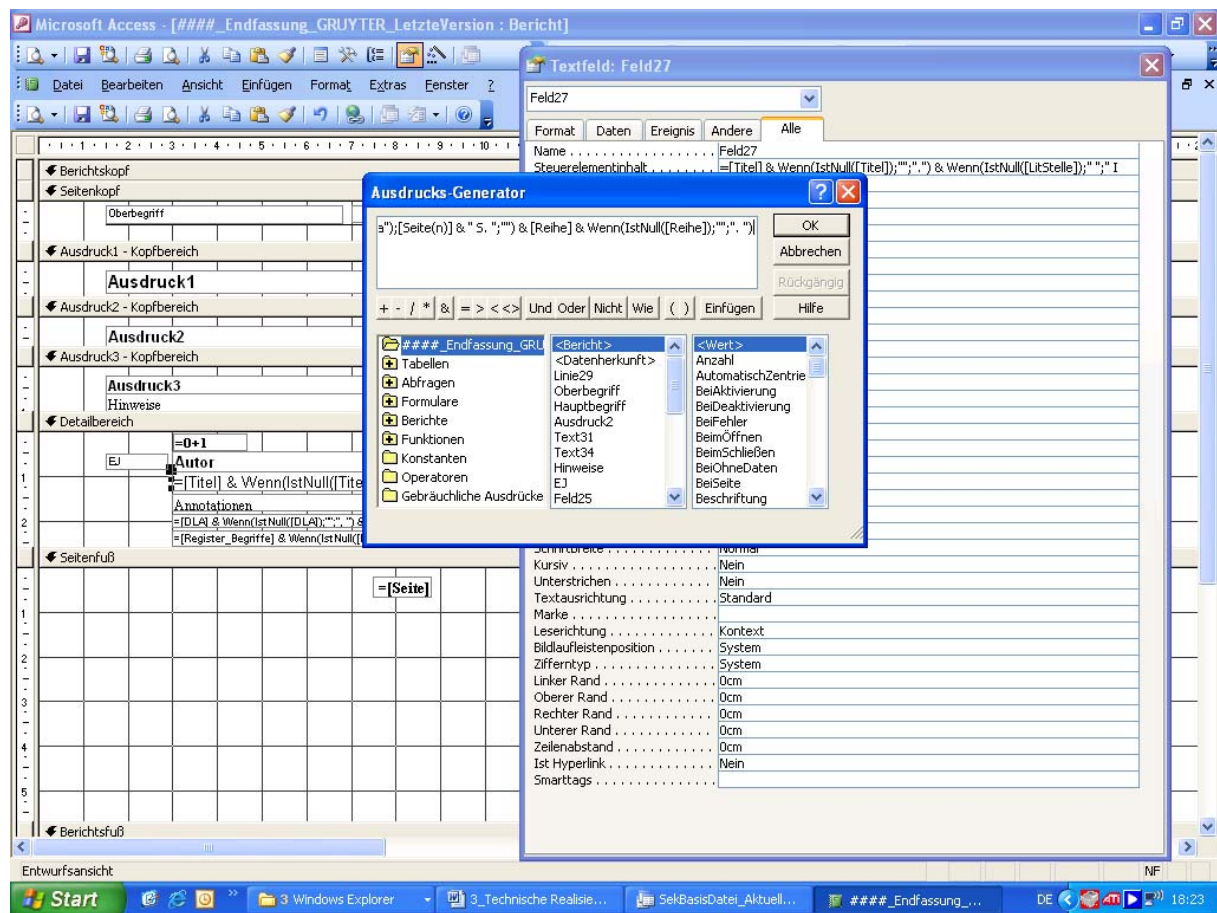 Microsoft Access - [####_Endfassung_GRUYTER_LetzteVersion : Bericht]
Datei Bearbeiten Ansicht Einfügen Format Extras Fenster ?
Berichtskopf
Seitenkopf
Oberbegriff
Ausdruck1 - Kopfbereich
Ausdruck1
Ausdruck2 - Kopfbereich
Ausdruck2
Ausdruck3 - Kopfbereich
Ausdruck3
Hinweise
Detailbereich
=0+1
EJ
Autor
=[Titel] & Wenn(IstNull([Tite
Annotationen
=[DLA] & Wenn(IstNull([DLA]);"";", ")
=[Register_Begriffe] & Wenn(IstNull([
Seitenfuß
=[Seite]
Berichtsfuß
Textfeld: Feld27
Feld27
Format Daten Ereignis Andere Alle
Name Feld27
Steuerelementinhalt =[Titel] & Wenn(IstNull([Titel]);"";".") & Wenn(IstNull([LitStelle]);" ";" I
Ausdrucks-Generator
a");[Seite(n)] & " S. ";"") & [Reihe] & Wenn(IstNull([Reihe]);"";". ")
OK
Abbrechen
Rückgängig
Hilfe
+ - / * & = > < <> Und Oder Nicht Wie ( ) Einfügen
####_Endfassung_GRU
Tabellen
Abfragen
Formulare
Berichte
Funktionen
Konstanten
Operatoren
Gebräuchliche Ausdrücke
<Bericht>
<Datenherkunft>
Linie29
Oberbegriff
Hauptbegriff
Ausdruck2
Text31
Text34
Hinweise
EJ
Feld25
<Wert>
Anzahl
AutomatischZentrie
BeiAktivierung
BeiDeaktivierung
BeiFehler
BeimÖffnen
BeimSchließen
BeiOhneDaten
BeiSeite
Beschriftung
Schriftbreite Normal
Kursiv Nein
Unterstrichen Nein
Textausrichtung Standard
Marke
Leserichtung Kontext
Bildlaufleistenposition System
Zifferntyp System
Linker Rand 0cm
Oberer Rand 0cm
Rechter Rand 0cm
Unterer Rand 0cm
Zeilenabstand 0cm
Ist Hyperlink Nein
Smarttags
Entwurfsansicht
NF
Start
3 Windows Explorer
3_Technische Realisie...
SekBasisDatei_Aktuell...
####_Endfassung_...
DE
18:23